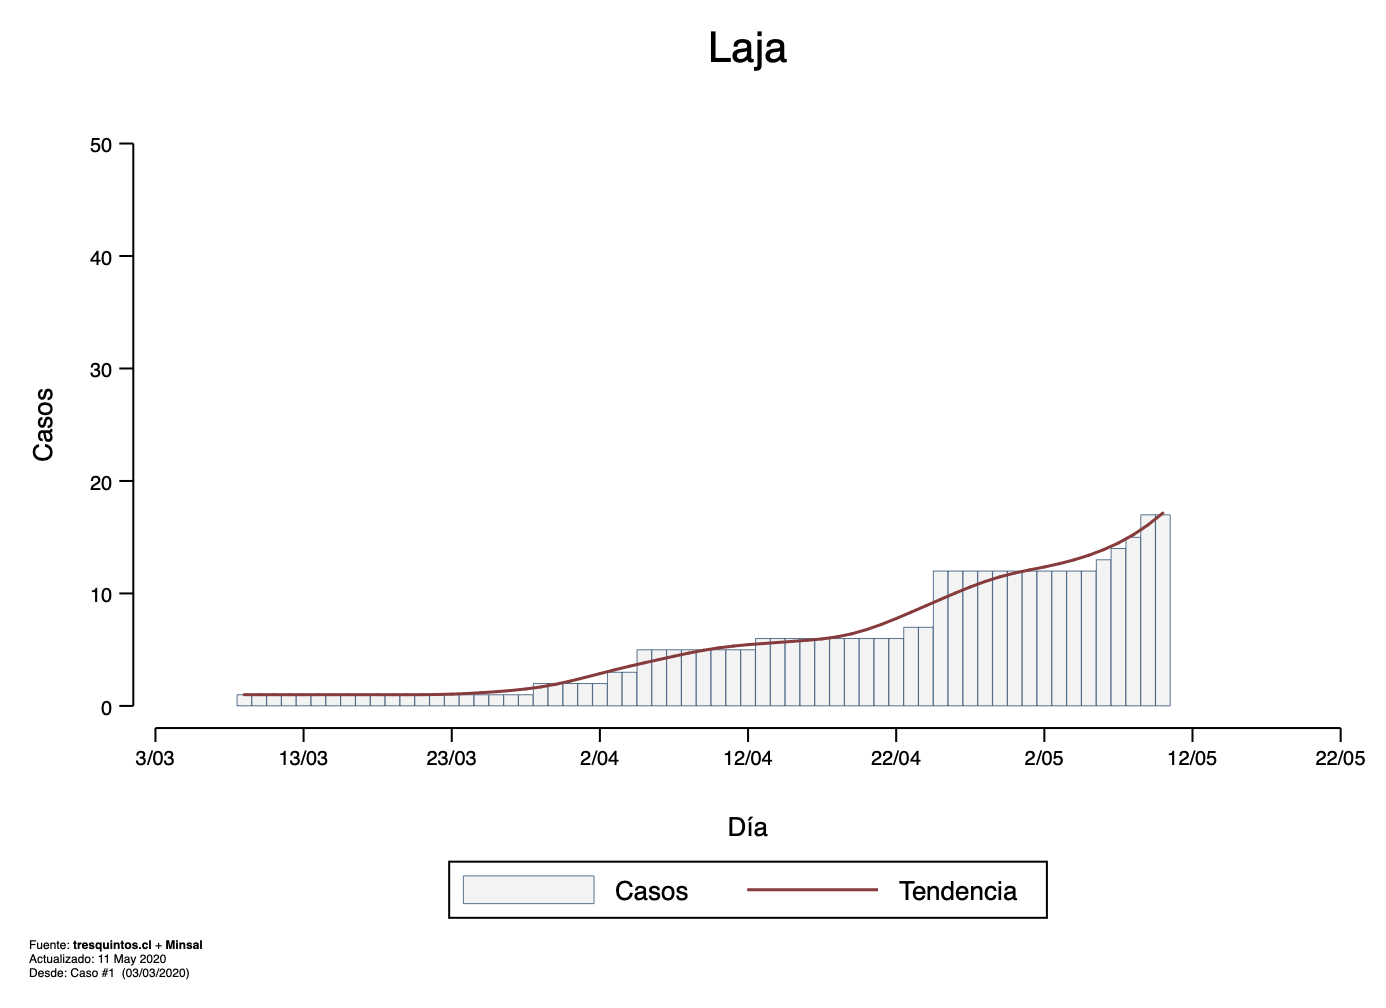 Laja
50
40
30
20
10
0
Casos
3/03 13/03 23/03 2/04 12/04 22/04 2/05 12/05 22/05
Día
Casos Tendencia
Fuente: tresquintos.cl + Minsal
Actualizado: 11 May 2020
Desde: Caso #1 (03/03/2020)